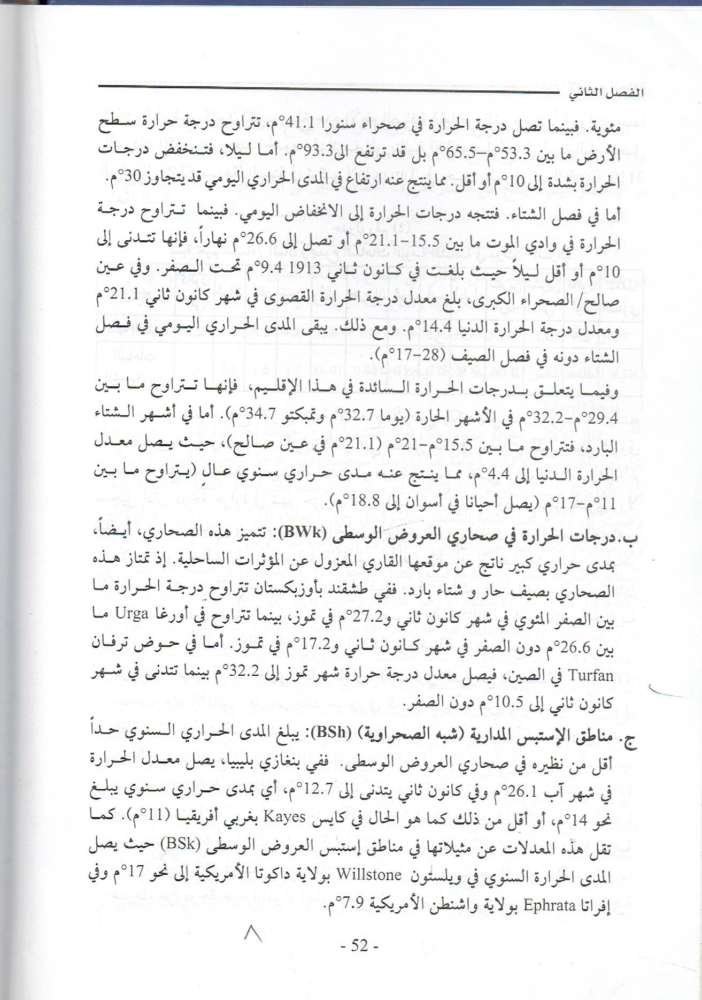 الفصل الثاني
مئوية. فبينما تصل درجة الحرارة في صحراء سنورا 41.1°م، تتراوح درجة حرارة سطح
الأرض ما بين 53.3°م–65.5°م بل قد ترتفع الى93.3°م. أما ليلا، فتنخفض درجات
الحرارة بشدة إلى 10°م أو أقل. مما ينتج عنه ارتفاع في المدى الحراري اليومي قد يتجاوز 30°م.
أما في فصل الشتاء. فتتجه درجات الحرارة إلى الانخفاض اليومي. فبينما تتراوح درجة
الحرارة في وادي الموت ما بين 15.5–21.1°م أو تصل إلى 26.6°م نهاراً، فإنها تتدنى إلى
10°م أو أقل ليلاً حيث بلغت في كانون ثاني 1913 9.4°م تحت الصفر. وفي عين
صالح/ الصحراء الكبرى، بلغ معدل درجة الحرارة القصوى في شهر كانون ثاني 21.1°م
ومعدل درجة الحرارة الدنيا 14.4°م. ومع ذلك. يبقى المدى الحراري اليومي في فصل
الشتاء دونه في فصل الصيف (28–17°م).
وفيما يتعلق بدرجات الحرارة السائدة في هذا الإقليم، فإنها تتراوح ما بين
29.4°م–32.2°م في الأشهر الحارة (يوما 32.7°م وتمبكتو 34.7°م). أما في أشهر الشتاء
البارد، فتتراوح ما بين 15.5°م–21°م (21.1°م في عين صالح)، حيث يصل معدل
الحرارة الدنيا إلى 4.4°م، مما ينتج عنه مدى حراري سنوي عالٍ (يتراوح ما بين
11°م–17°م (يصل أحيانا في أسوان إلى 18.8°م).
ب.درجات الحرارة في صحاري العروض الوسطى (BWk): تتميز هذه الصحاري، أيضاً،
بمدى حراري كبير ناتج عن موقعها القاري المعزول عن المؤثرات الساحلية. إذ تمتاز هذه
الصحاري بصيف حار و شتاء بارد. ففي طشقند بأوزبكستان تتراوح درجة الحرارة ما
بين الصفر المئوي في شهر كانون ثاني و27.2°م في تموز، بينما تتراوح في أورغا Urga ما
بين 26.6°م دون الصفر في شهر كانون ثاني و17.2°م في تموز. أما في حوض ترفان
Turfan في الصين، فيصل معدل درجة حرارة شهر تموز إلى 32.2°م بينما تتدنى في شهر
كانون ثاني إلى 10.5°م دون الصفر.
ج. مناطق الإستبس المدارية (شبه الصحراوية) (BSh): يبلغ المدى الحراري السنوي حداً
أقل من نظيره في صحاري العروض الوسطى. ففي بنغازي بليبيا، يصل معدل الحرارة
في شهر آب 26.1°م وفي كانون ثاني يتدنى إلى 12.7°م، أي بمدى حراري سنوي يبلغ
نحو 14°م، أو أقل من ذلك كما هو الحال في كايس Kayes بغربي أفريقيا (11°م). كما
تقل هذه المعدلات عن مثيلاتها في مناطق إستبس العروض الوسطى (BSk) حيث يصل
المدى الحرارة السنوي في ويلستون Willstone بولاية داكوتا الأمريكية إلى نحو 17°م وفي
إفراتا Ephrata بولاية واشنطن الأمريكية 7.9°م.
- 52 -